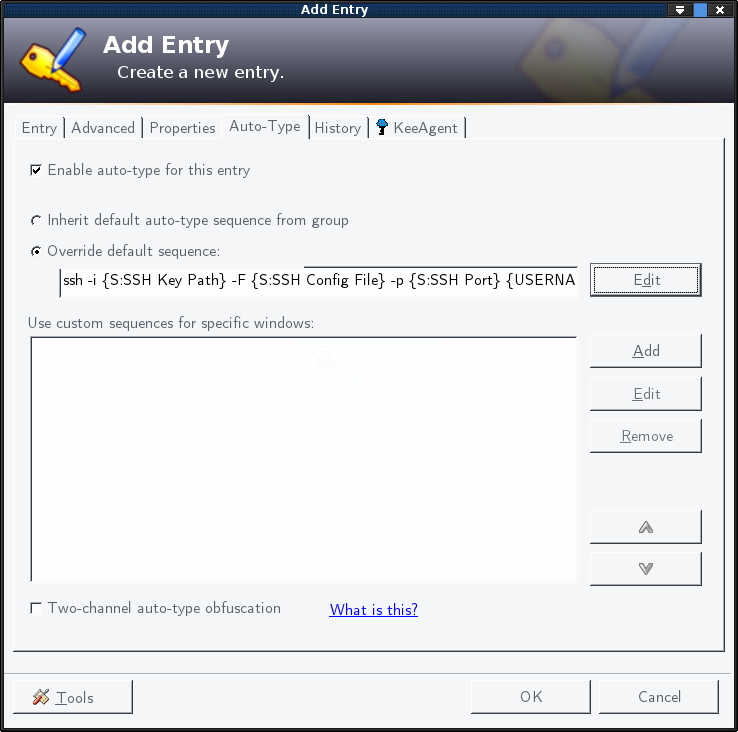 Add Entry
Add Entry
Create a new entry.
Entry Advanced Properties Auto-Type History KeeAgent
Enable auto-type for this entry
Inherit default auto-type sequence from group
Override default sequence:
ssh -i {S:SSH Key Path} -F {S:SSH Config File} -p {S:SSH Port} {USERNA
Edit
Use custom sequences for specific windows:
Add
Edit
Remove
Two-channel auto-type obfuscation What is this?
Tools OK Cancel